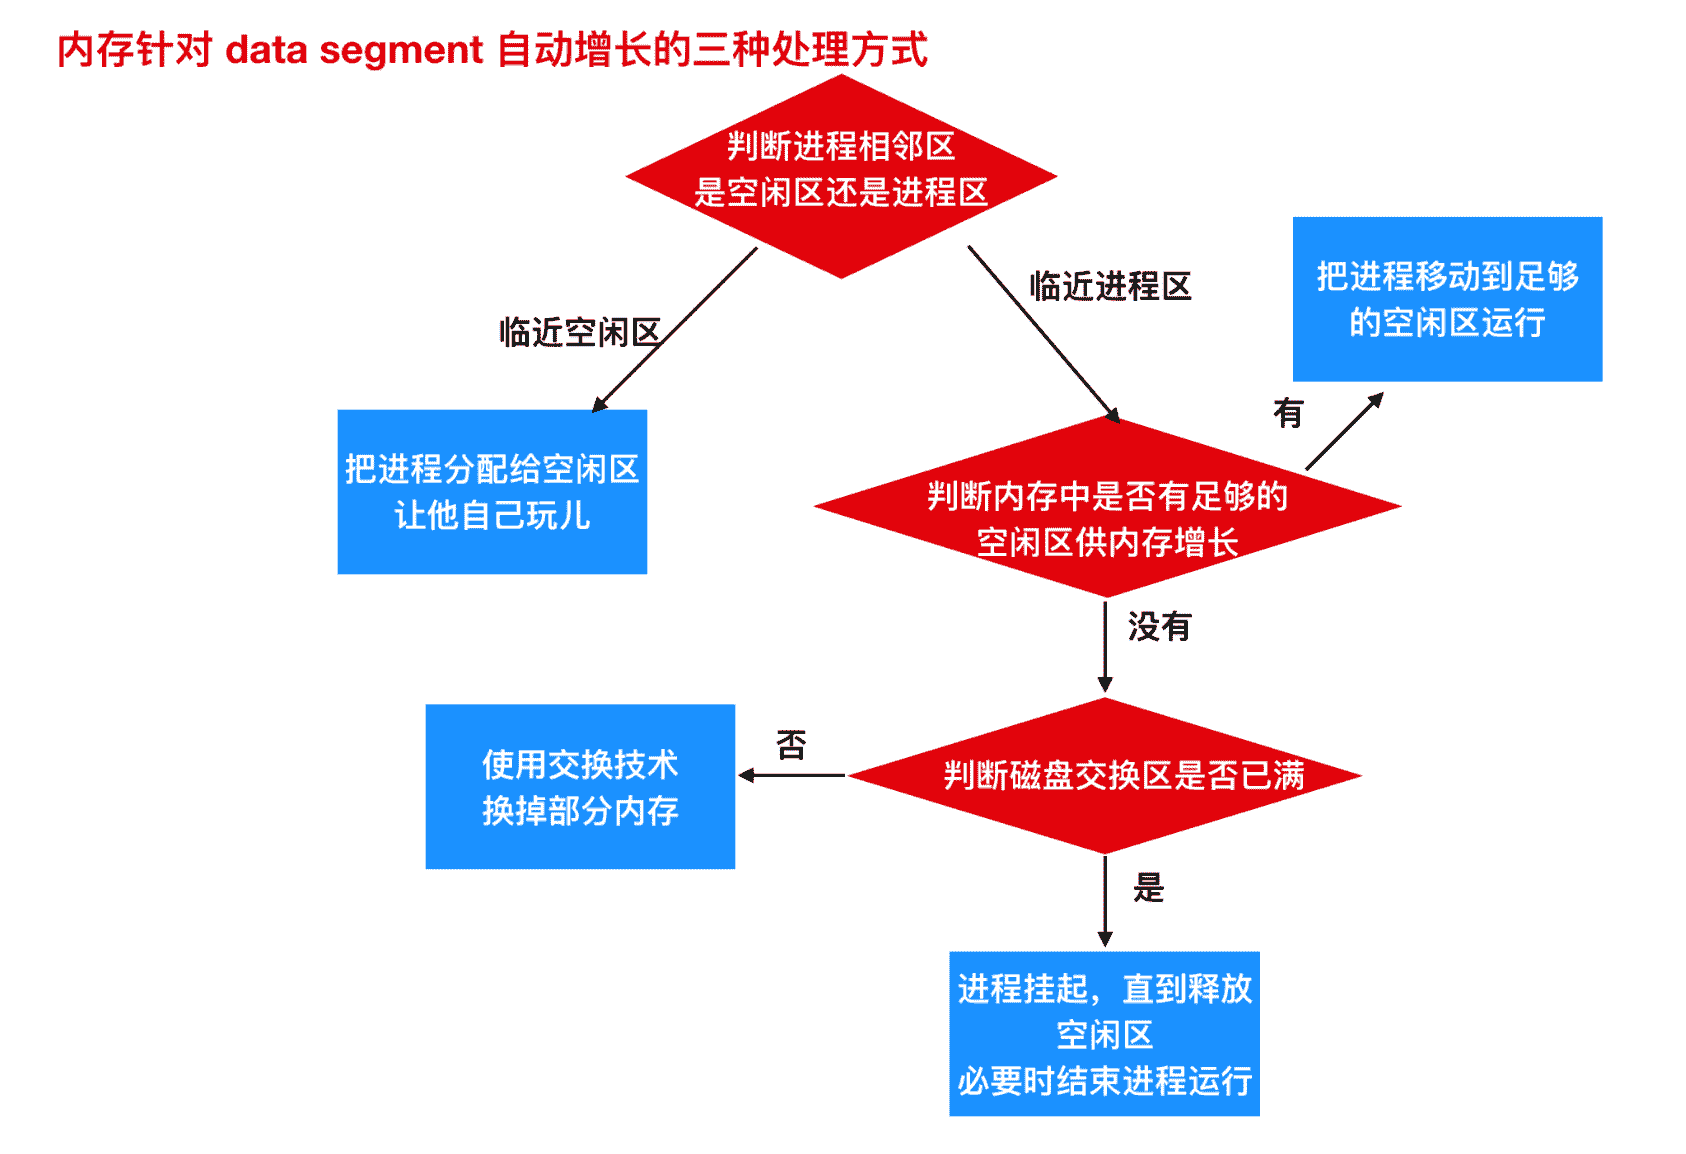 内存针对 data segment 自动增长的三种处理方式
判断进程相邻区
是空闲区还是进程区
临近空闲区
临近进程区
把进程移动到足够
的空闲区运行
有
把进程分配给空闲区
让他自己玩儿
判断内存中是否有足够的
空闲区供内存增长
没有
使用交换技术
换掉部分内存
否
判断磁盘交换区是否已满
是
进程挂起，直到释放
空闲区
必要时结束进程运行